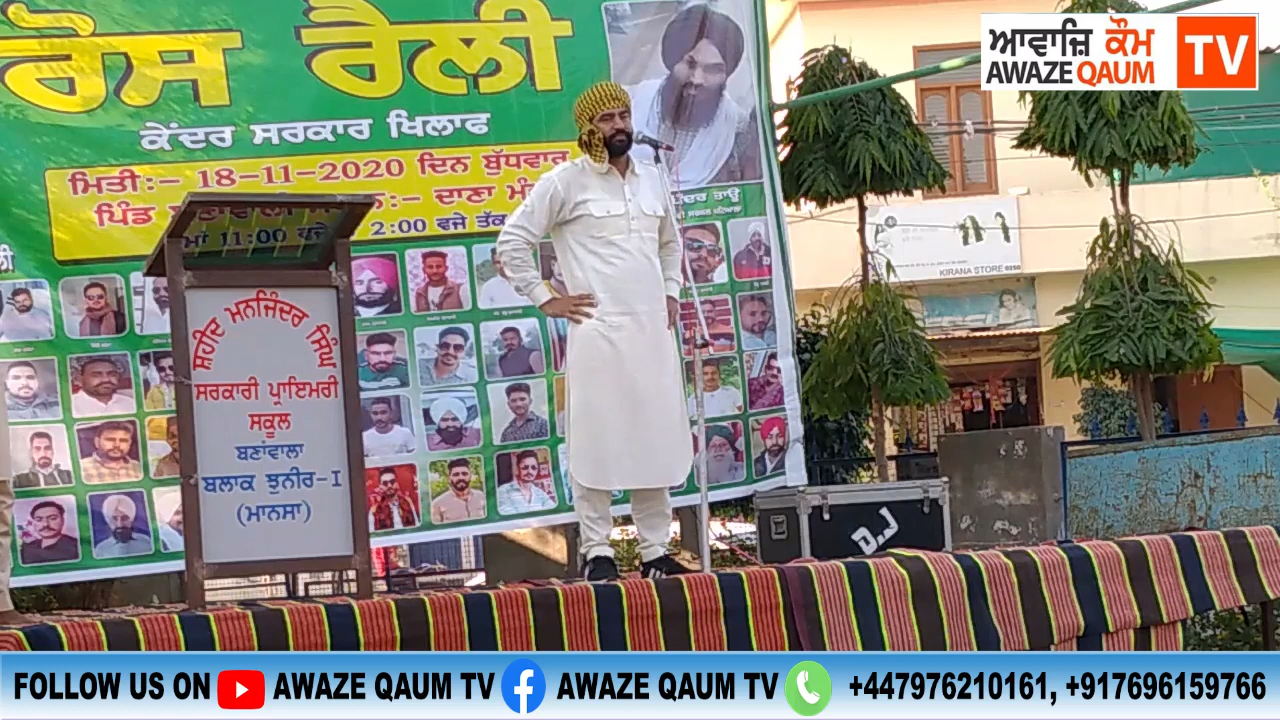 ਰੋਸ ਰੈਲੀ
ਕੇਂਦਰ ਸਰਕਾਰ ਖਿਲਾਫ
ਮਿਤੀ:- 18-11-2020 ਦਿਨ ਬੁੱਧਵਾਰ
ਪਿੰਡ :- ਦਾਣਾ
11:00 ਵਜੇ 2:00 ਵਜੇ ਤੱਕ
ਆਵਾਜ਼ਿ ਕੌਮ
AWAZE QAUM TV
KIRANA STORE
ਸ਼ਹੀਦ ਮਨਜਿੰਦਰ ਸਿੰਘ
ਸਰਕਾਰੀ ਪ੍ਰਾਇਮਰੀ
ਸਕੂਲ
ਬਣਾਂਵਾਲਾ
ਬਲਾਕ ਝੁਨੀਰ-I
(ਮਾਨਸਾ)
D.J
FOLLOW US ON AWAZE QAUM TV AWAZE QAUM TV +447976210161, +917696159766